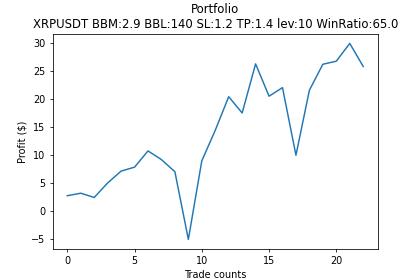 Portfolio
XRPUSDT BBM:2.9 BBL:140 SL:1.2 TP:1.4 lev:10 WinRatio:65.0
30
25
20
15
10
5
0
−5
Profit ($)
0 5 10 15 20
Trade counts